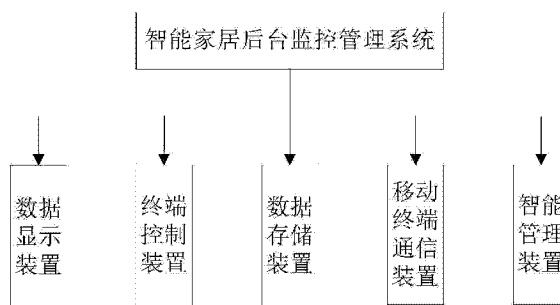 智能家居后台监控管理系统
数据
显示
装置
终端
控制
装置
数据
存储
装置
移动
终端
通信
装置
智能
管理
装置